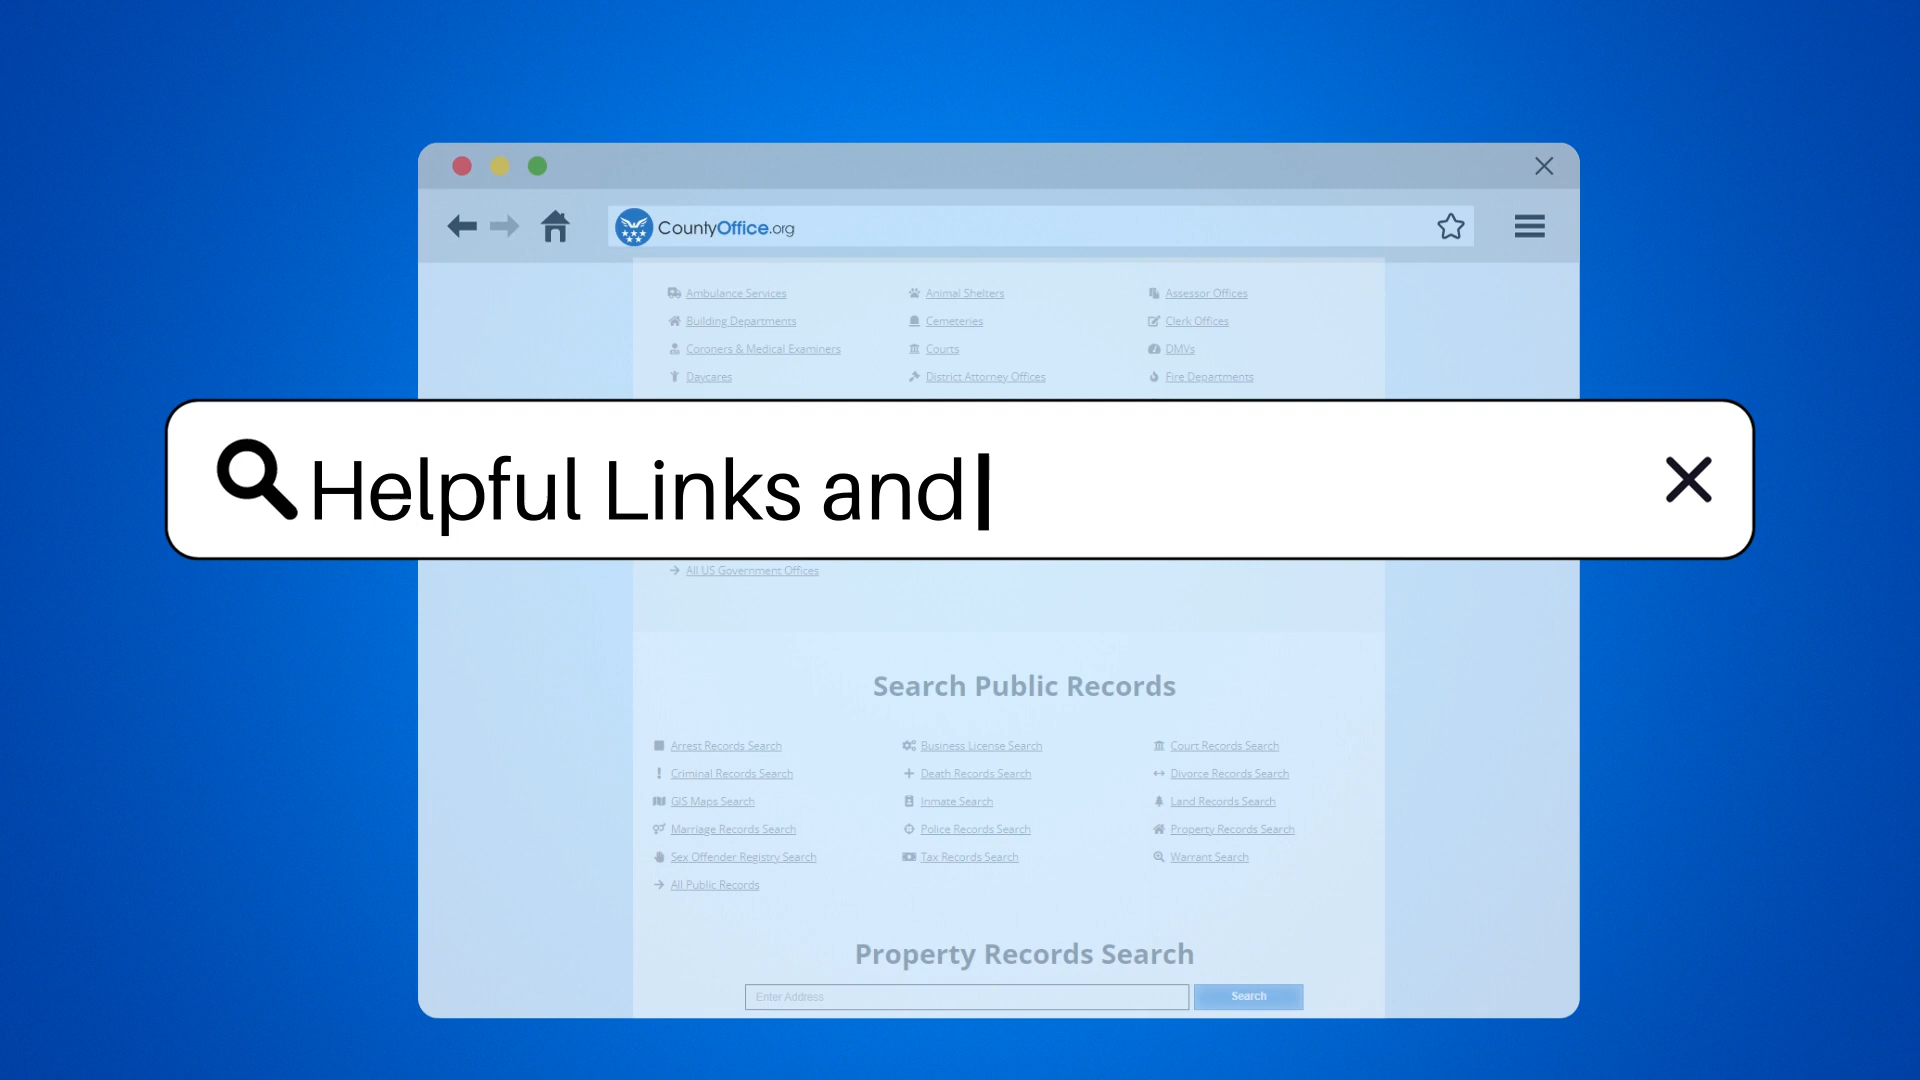 CountyOffice.org
Ambulance Services Animal Shelters Assessor Offices
Building Departments Cemeteries Clerk Offices
Coroners & Medical Examiners Courts DMVs
Daycares District Attorney Offices Fire Departments
Helpful Links and
All US Government Offices
Search Public Records
Arrest Records Search Business License Search Court Records Search
Criminal Records Search Death Records Search Divorce Records Search
GIS Maps Search Inmate Search Land Records Search
Marriage Records Search Police Records Search Property Records Search
Sex Offender Registry Search Tax Records Search Warrant Search
All Public Records
Property Records Search
Enter Address Search